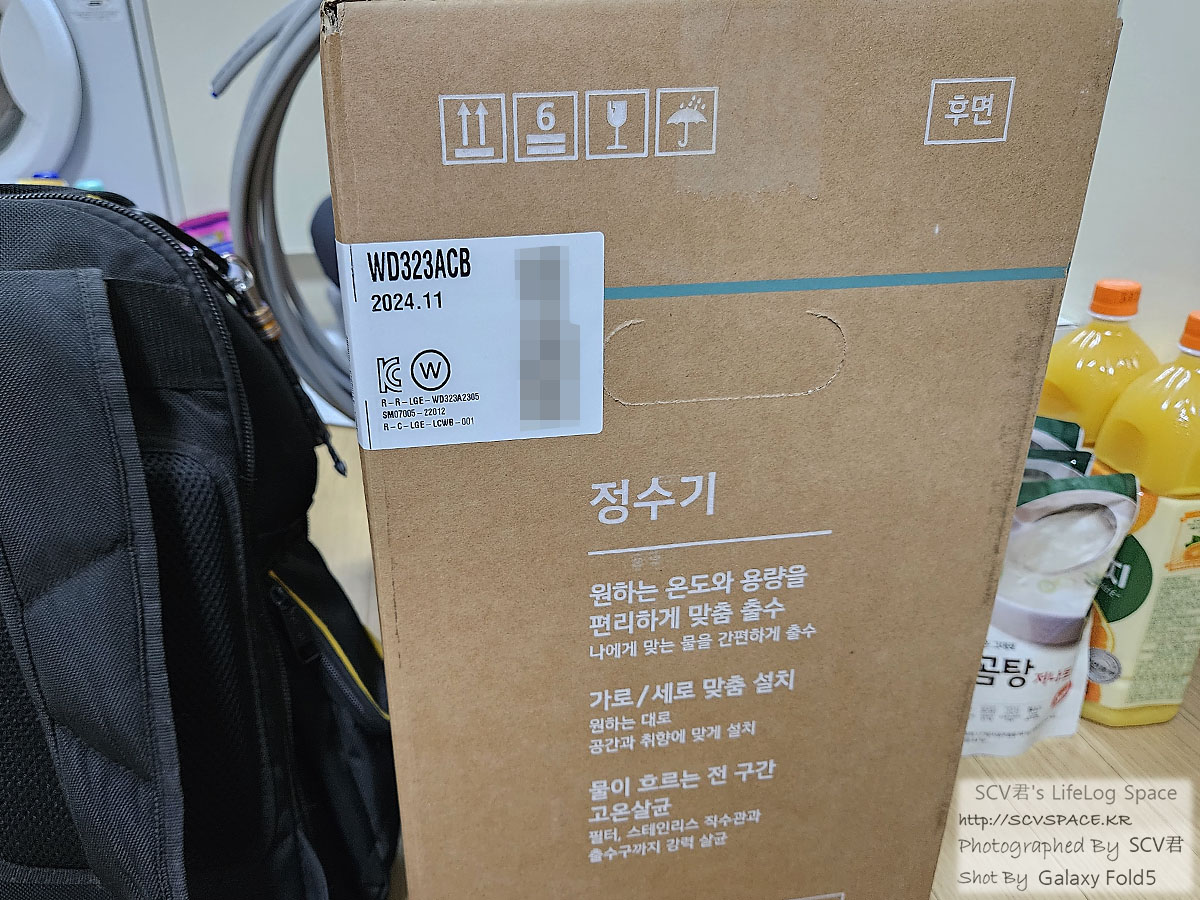 6
후면
WD323ACB
2024.11
R-R-LGE-WD323A2305
SM07005-22012
R-C-LGE-LCWB-001
정수기
원하는 온도와 용량을
편리하게 맞춤 출수
나에게 맞는 물을 간편하게 출수
가로/세로 맞춤 설치
원하는 대로
공간과 취향에 맞게 설치
물이 흐르는 전 구간
고온살균
필터, 스테인리스 직수관과
출수구까지 강력 살균
곰탕
SCV君's LifeLog Space
http://SCVSPACE.KR
Photographed By SCV君
Shot By Galaxy Fold5